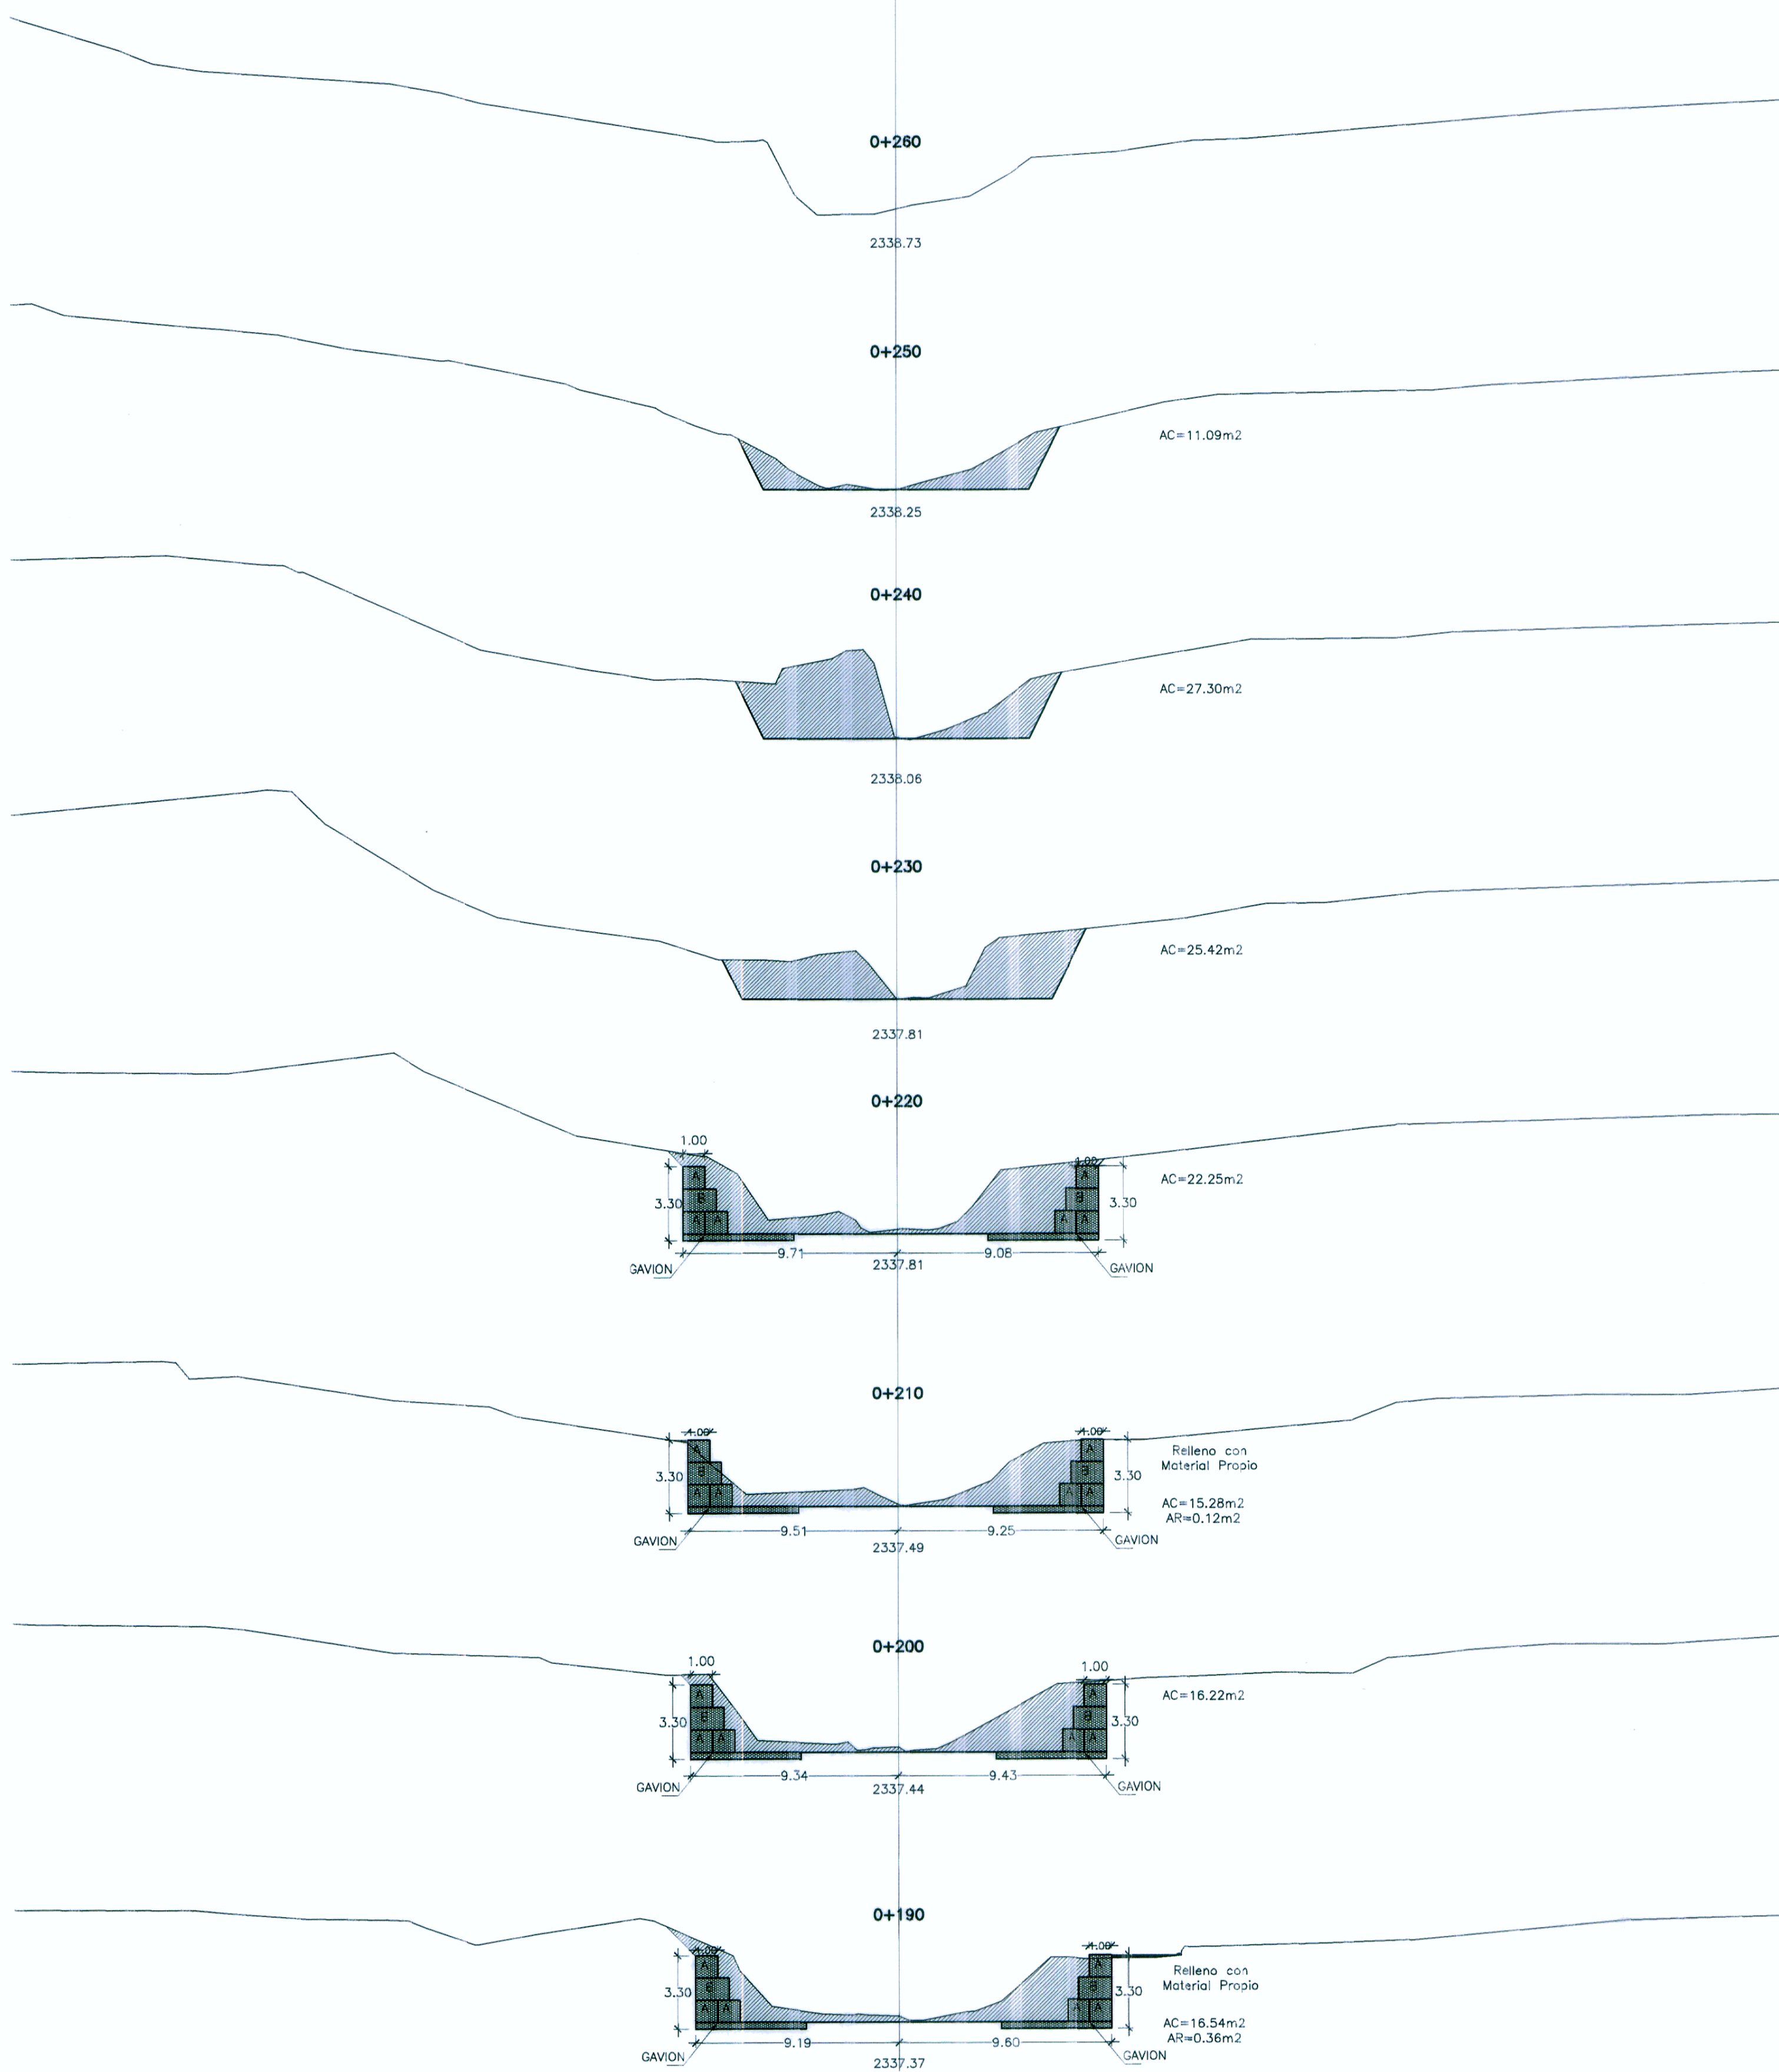 0+260
2338.73
0+250
AC=11.09m2
2338.25
0+240
AC=27.30m2
2338.06
0+230
AC=25.42m2
2337.81
0+220
1.00
1.00
A
A
AC=22.25m2
B
B
3.30
3.30
A A
A A
9.71
9.08
GAVION
2337.81
GAVION
0+210
1.00
1.00
A
A
Relleno con
Material Propio
B
B
3.30
3.30
A A
A A
AC=15.28m2
AR=0.12m2
9.51
9.25
GAVION
2337.49
GAVION
0+200
1.00
1.00
A
A
AC=16.22m2
B
B
3.30
3.30
A A
A A
9.34
9.43
GAVION
2337.44
GAVION
0+190
1.00
1.00
A
A
Relleno con
Material Propio
B
B
3.30
3.30
A A
A A
AC=16.54m2
AR=0.36m2
9.19
9.60
GAVION
2337.37
GAVION